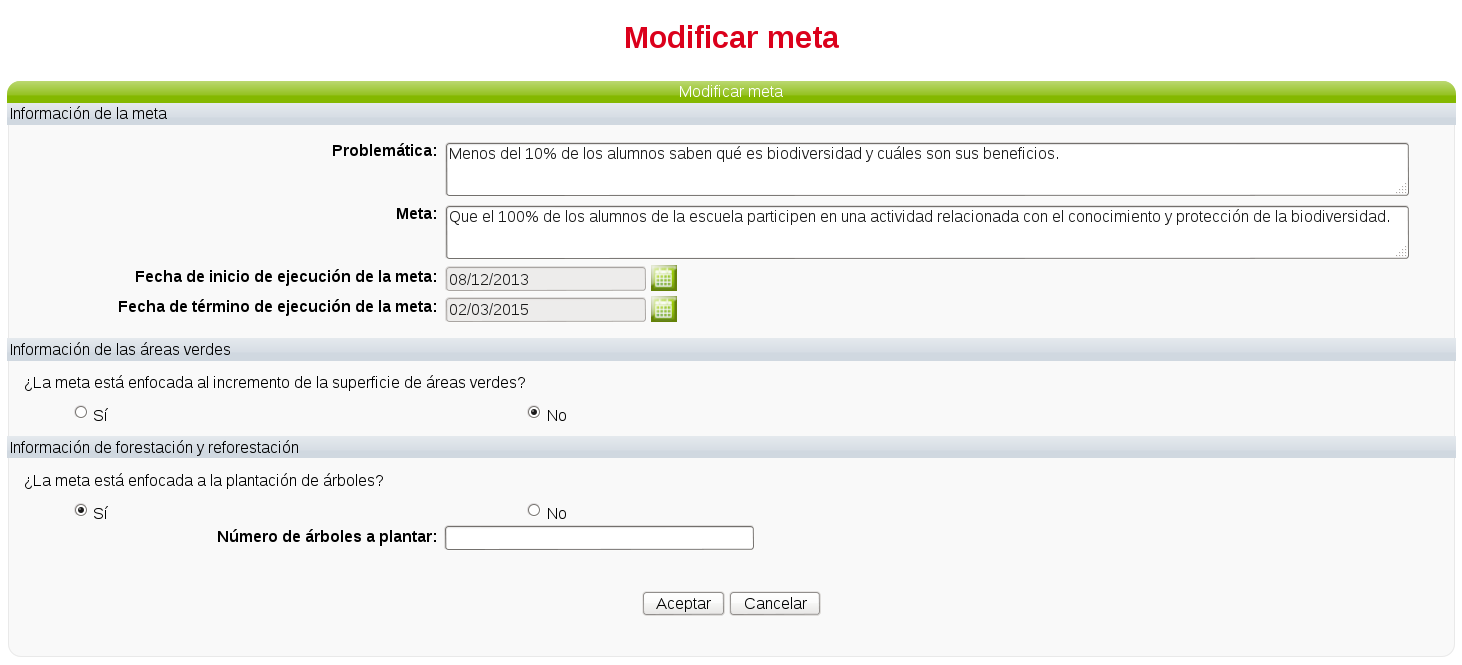 Modificar meta
Modificar meta
Información de la meta
Problemática: Menos del 10% de los alumnos saben qué es biodiversidad y cuáles son sus beneficios.
Meta: Que el 100% de los alumnos de la escuela participen en una actividad relacionada con el conocimiento y protección de la biodiversidad.
Fecha de inicio de ejecución de la meta: 08/12/2013
Fecha de término de ejecución de la meta: 02/03/2015
Información de las áreas verdes
¿La meta está enfocada al incremento de la superficie de áreas verdes?
Sí No
Información de forestación y reforestación
¿La meta está enfocada a la plantación de árboles?
Sí No
Número de árboles a plantar:
Aceptar Cancelar